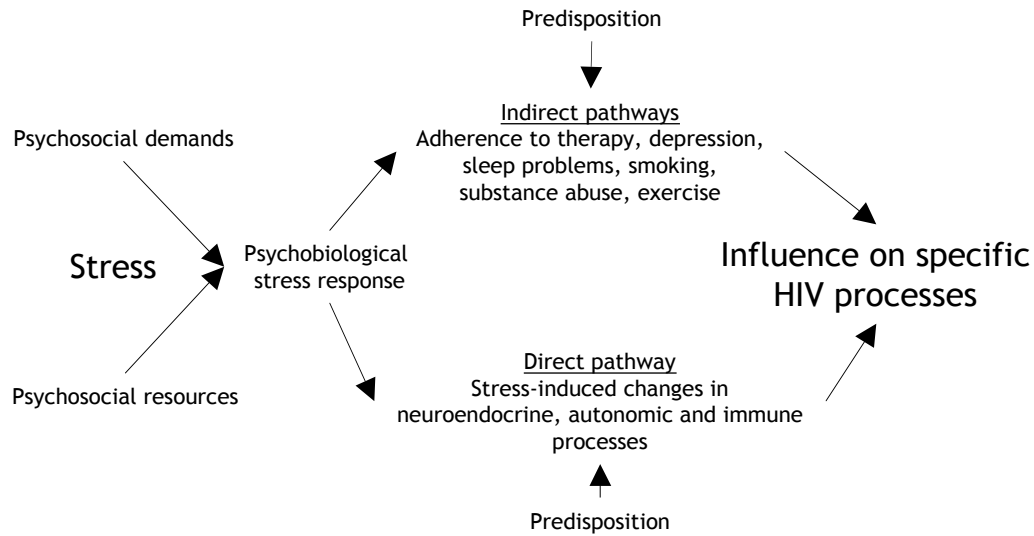 Predisposition
Indirect pathways
Adherence to therapy, depression,
sleep problems, smoking,
substance abuse, exercise
Psychosocial demands
Stress
Psychobiological
stress response
Influence on specific
HIV processes
Psychosocial resources
Direct pathway
Stress-induced changes in
neuroendocrine, autonomic and immune
processes
Predisposition